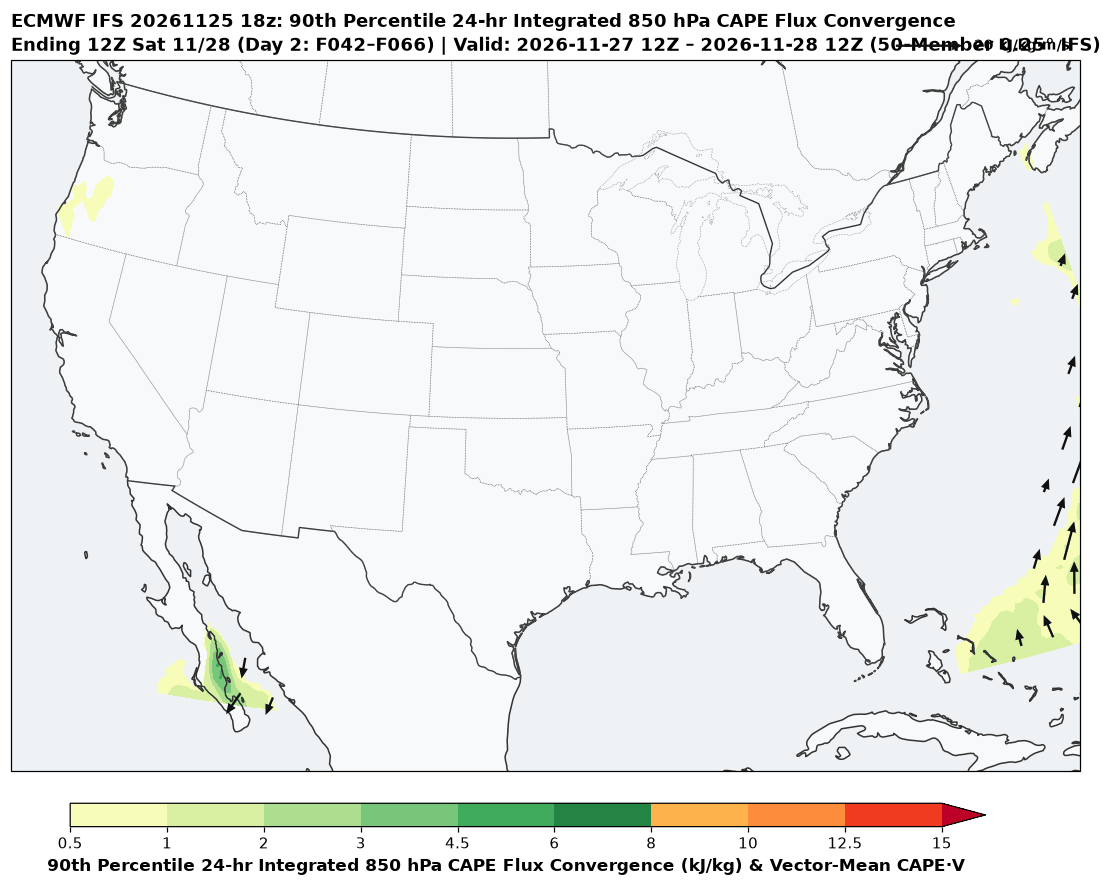 ECMWF IFS 20261125 18z: 90th Percentile 24-hr Integrated 850 hPa CAPE Flux Convergence
Ending 12Z Sat 11/28 (Day 2: F042–F066) | Valid: 2026-11-27 12Z – 2026-11-28 12Z (50-Member 0.25° IFS)
0.5 1 2 3 4.5 6 8 10 12.5 15
90th Percentile 24-hr Integrated 850 hPa CAPE Flux Convergence (kJ/kg) & Vector-Mean CAPE·V